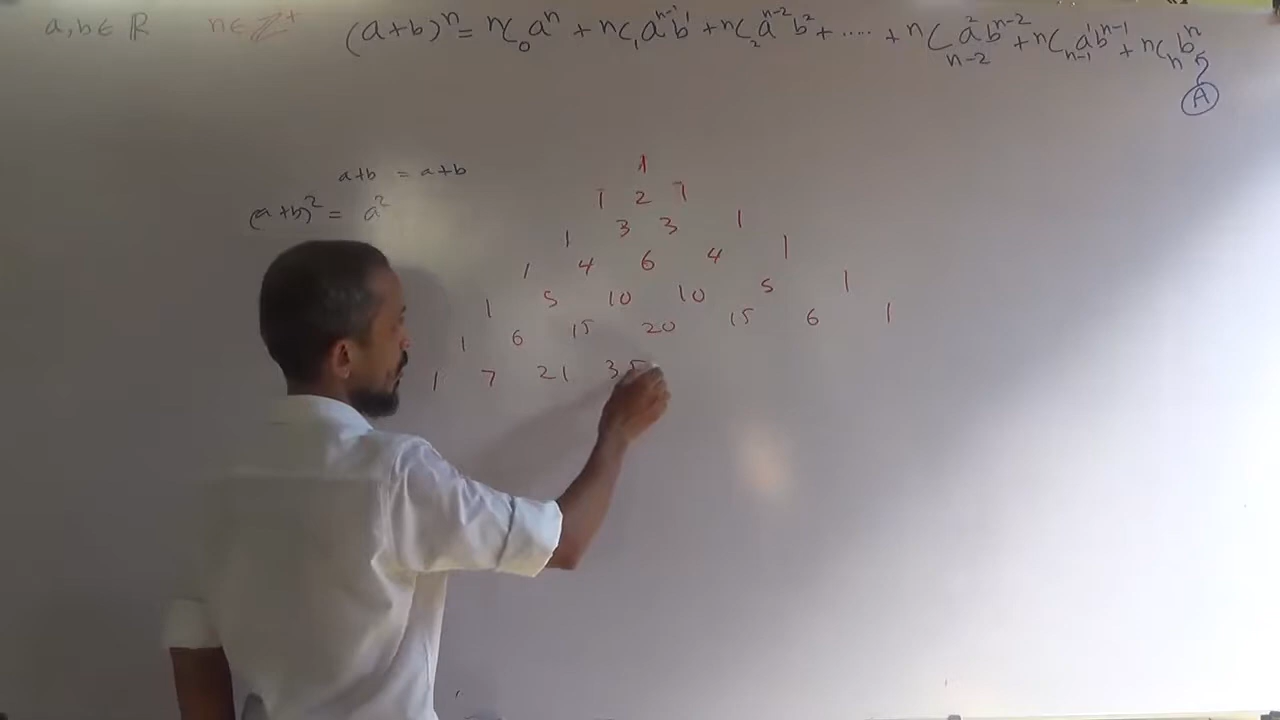 a,b∈ℝ n∈ℤ⁺ (a+b)ⁿ = ⁿC₀aⁿ + ⁿC₁aⁿ⁻¹b¹ + ⁿC₂aⁿ⁻²b² + ..... + ⁿCₙ₋₂a²bⁿ⁻² + ⁿCₙ₋₁a¹bⁿ⁻¹ + ⁿCₙbⁿ
A
a+b = a+b
(a+b)² = a²
1
1 2 1
1 3 3 1
1 4 6 4 1
1 5 10 10 5 1
1 6 15 20 15 6 1
1 7 21 35